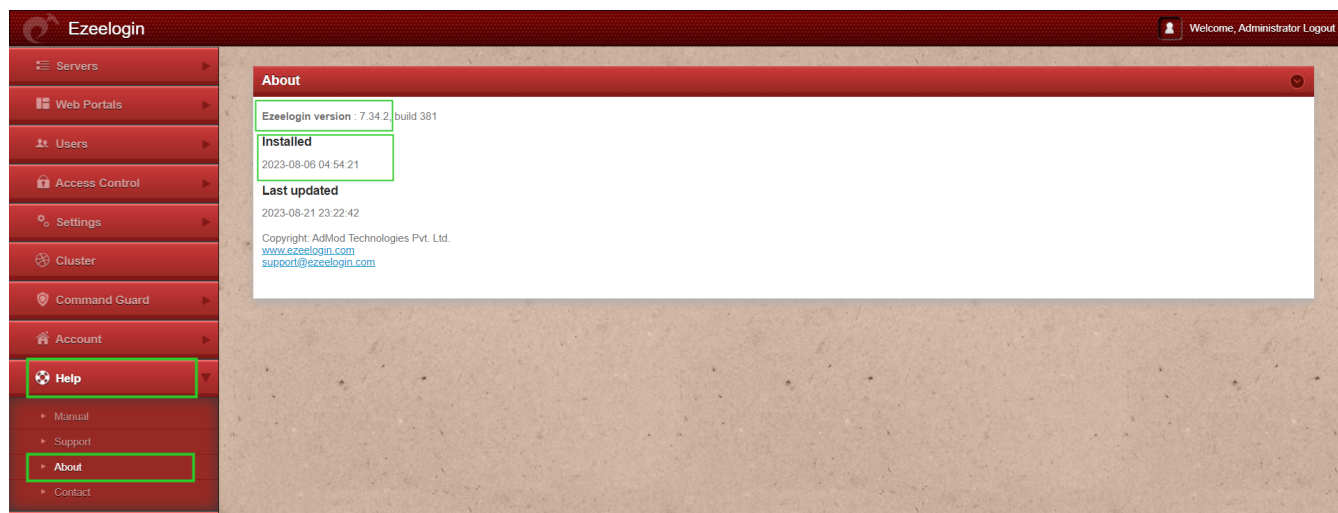 Ezeelogin
Welcome, Administrator Logout
Servers
Web Portals
Users
Access Control
Settings
Cluster
Command Guard
Account
Help
Manual
Support
About
Contact
About
Ezeelogin version : 7.34.2, build 381
Installed
2023-08-06 04:54:21
Last updated
2023-08-21 23:22:42
Copyright: AdMod Technologies Pvt. Ltd.
www.ezeelogin.com
support@ezeelogin.com